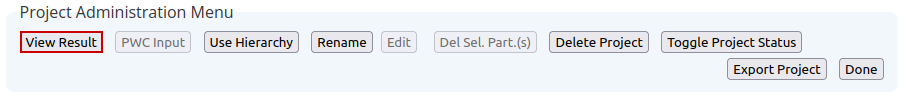 Project Administration Menu
View Result PWC Input Use Hierarchy Rename Edit Del Sel. Part.(s) Delete Project Toggle Project Status
Export Project Done